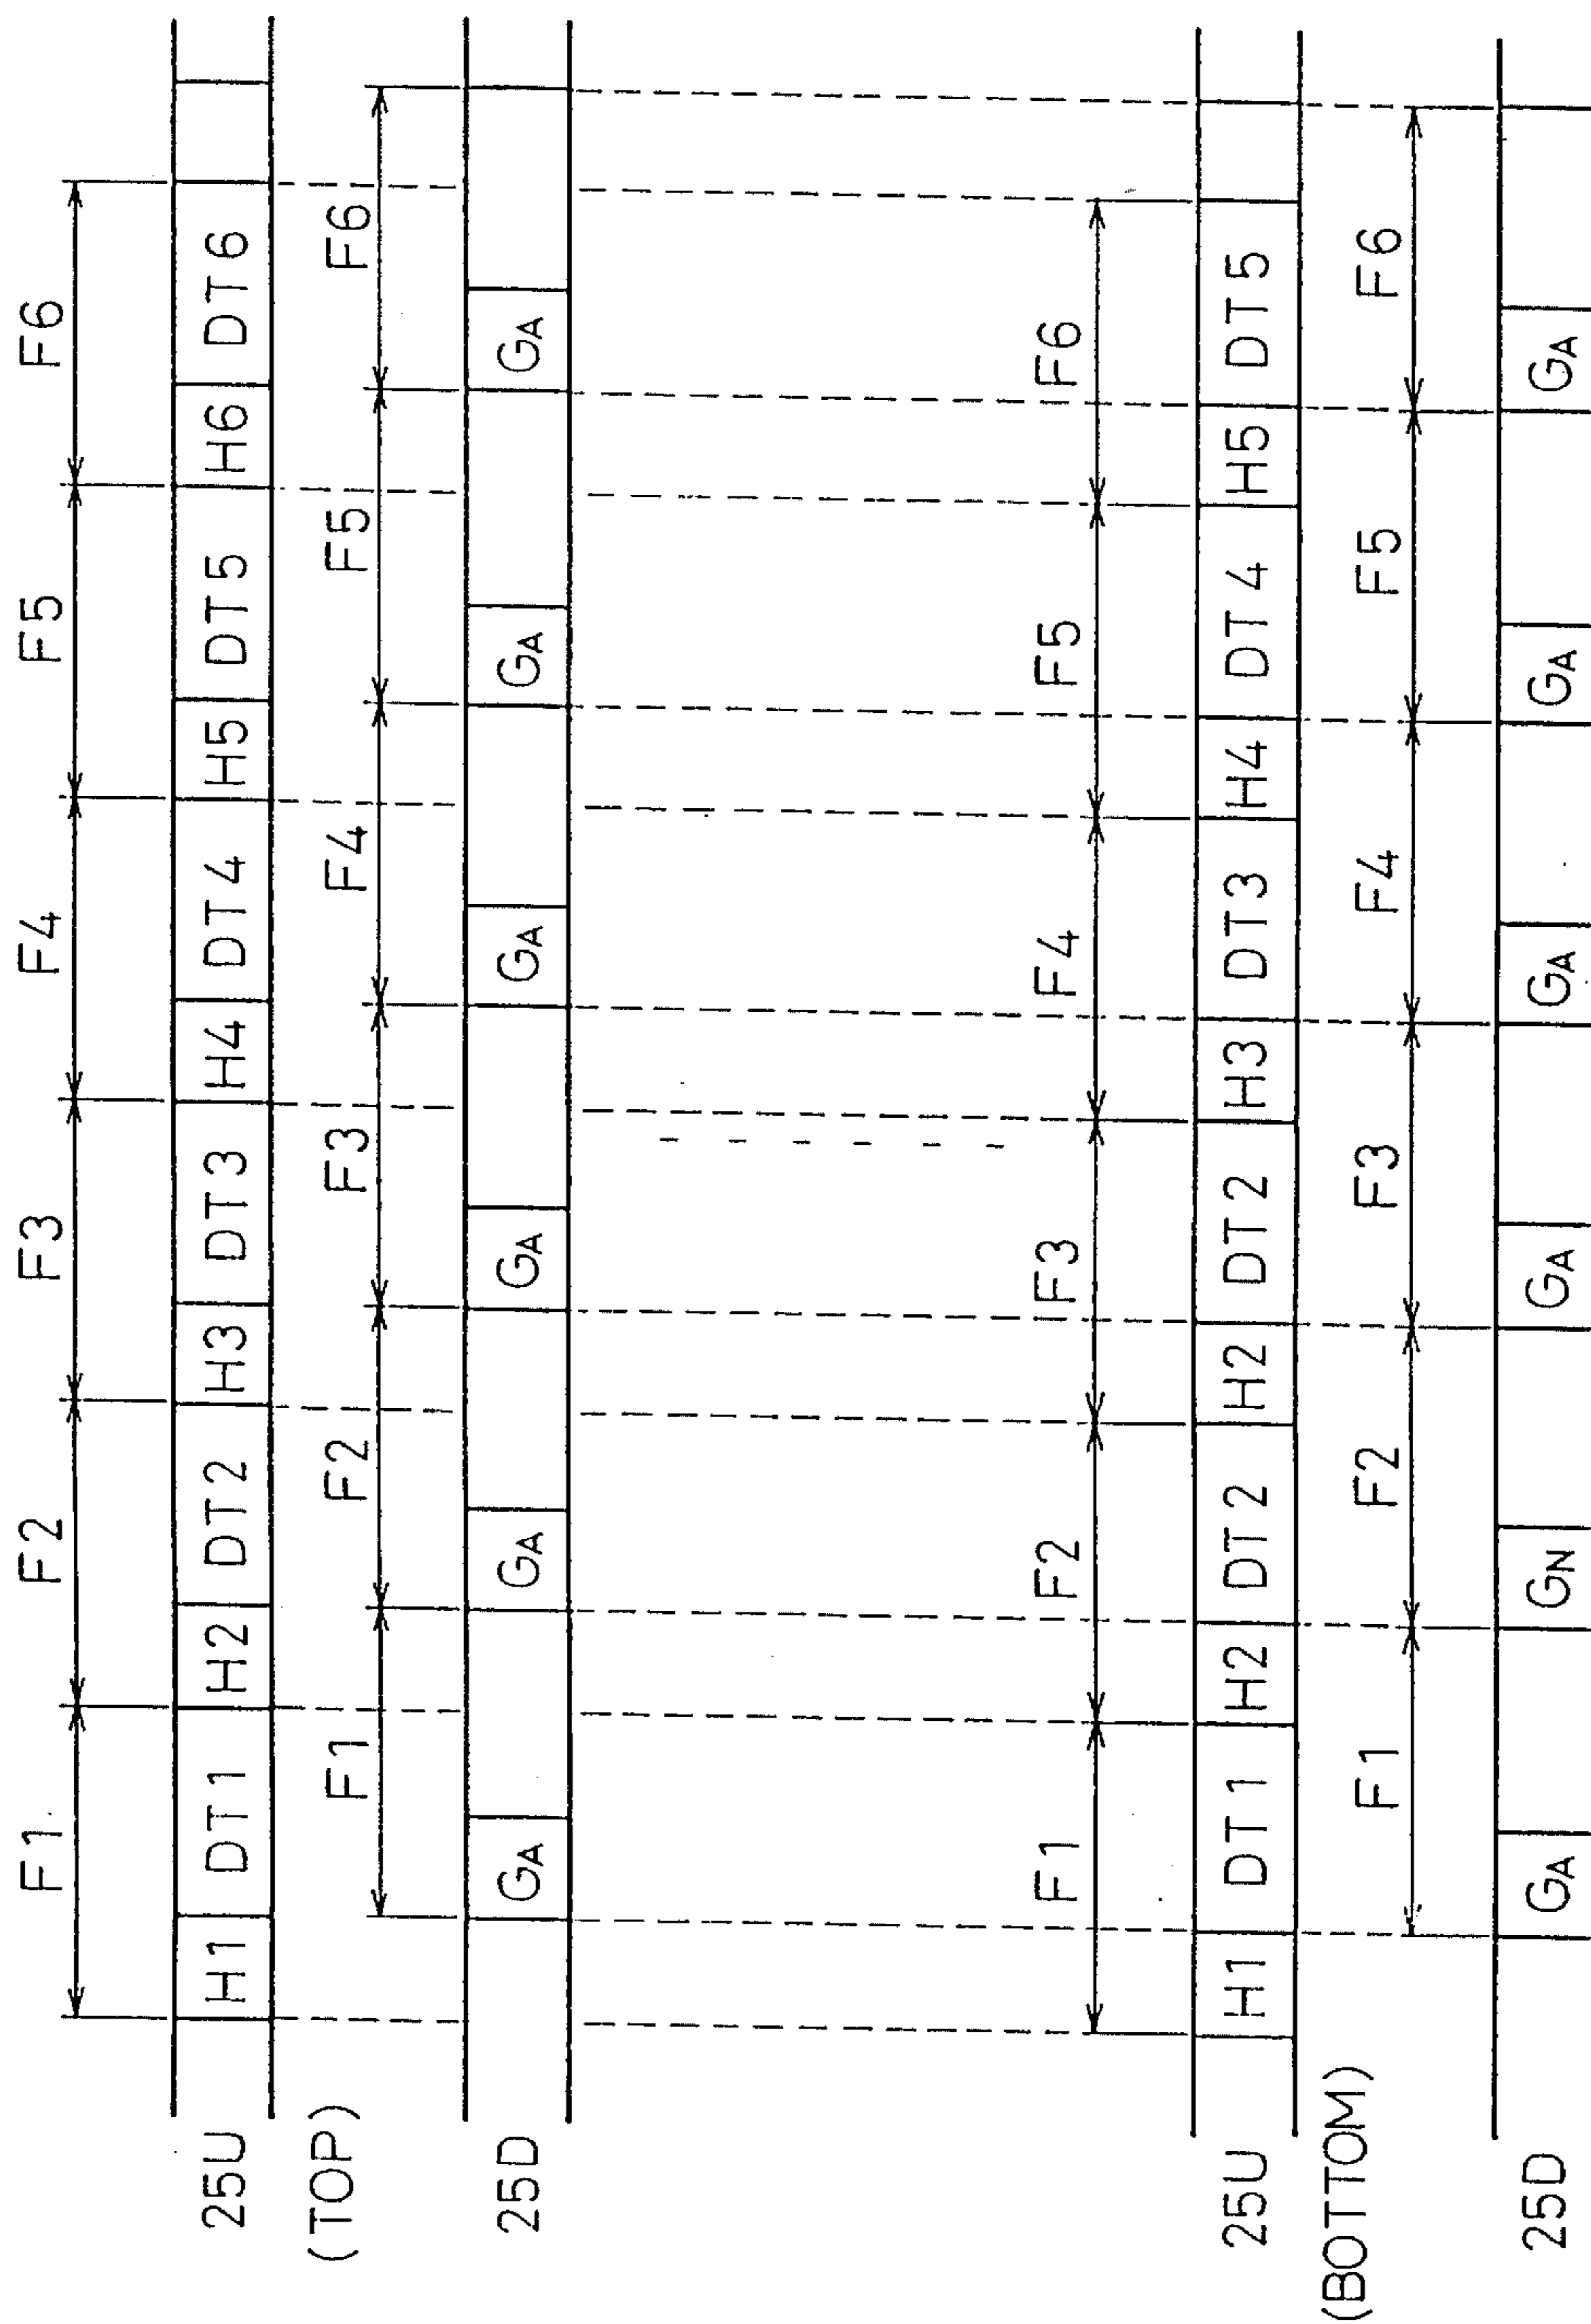 F1 F2 F3 F4 F5 F6
25U H1 DT1 H2 DT2 H3 DT3 H4 DT4 H5 DT5 H6 DT6
(TOP)
F1 F2 F3 F4 F5 F6
25D GA GA GA GA GA GA
F1 F2 F3 F4 F5 F6
25U H1 DT1 H2 DT2 H2 DT2 H3 DT3 H4 DT4 H5 DT5
(BOTTOM)
F1 F2 F3 F4 F5 F6
25D GA GN GA GA GA GA